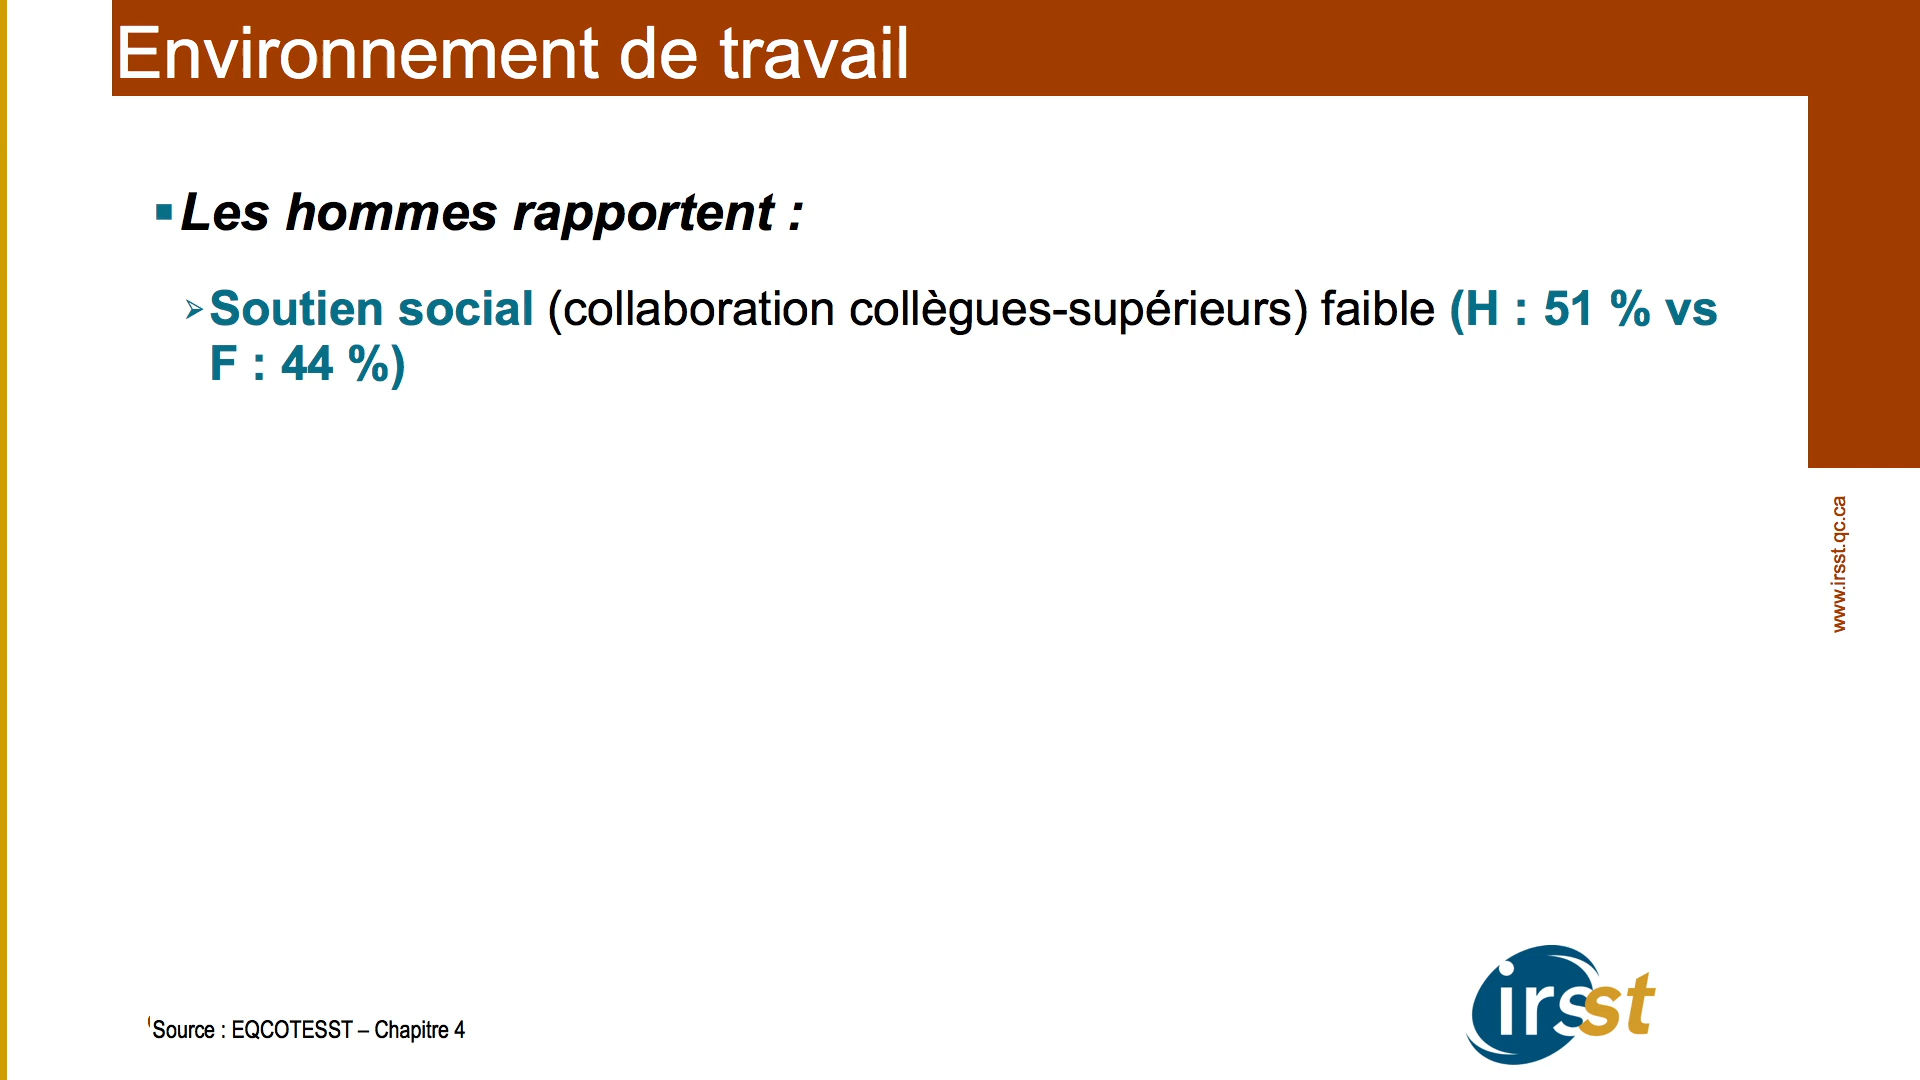 Environnement de travail
Les hommes rapportent :
Soutien social (collaboration collègues-supérieurs) faible (H : 51 % vs
F : 44 %)
www.irsst.qc.ca
Source : EQCOTESST – Chapitre 4
irsst